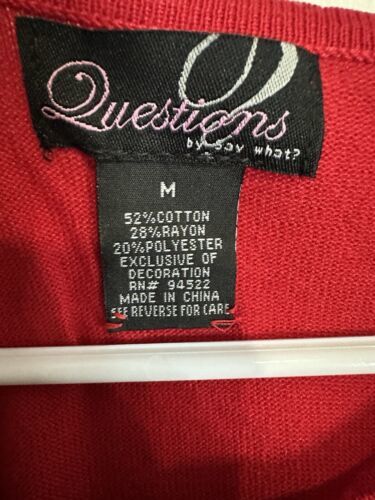 Questions
by say what?
M
52%COTTON
28%RAYON
20%POLYESTER
EXCLUSIVE OF
DECORATION
RN# 94522
MADE IN CHINA
SEE REVERSE FOR CARE